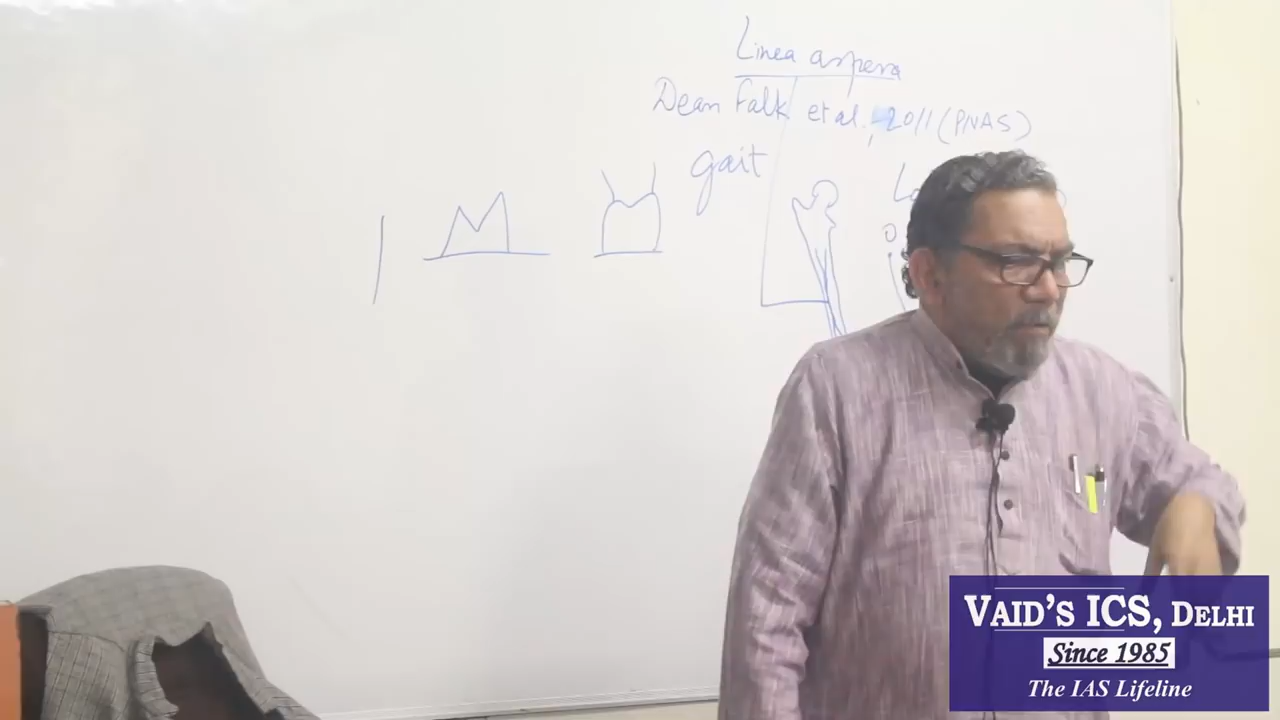 Linea aspera
Dean Falk et al., 2011 (PNAS)
gait
VAID'S ICS, DELHI
Since 1985
The IAS Lifeline